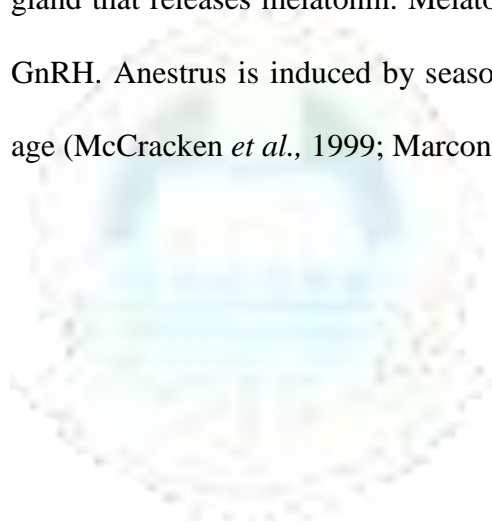 gland that releases melatonin. Melato
GnRH. Anestrus is induced by seaso
age (McCracken et al., 1999; Marcon